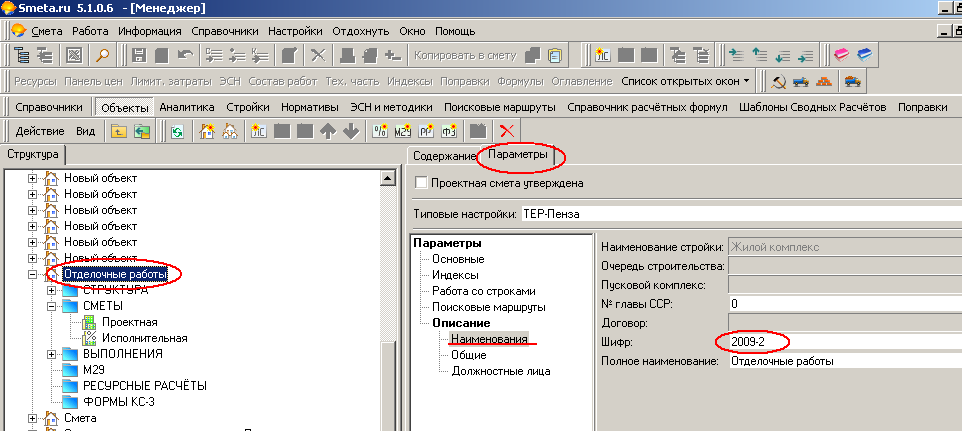 Smeta.ru 5.1.0.6 - [Менеджер]
Смета Работа Информация Справочники Настройки Отдохнуть Окно Помощь
Копировать в смету
Ресурсы Панель цен Лимит. затраты ЭСН Состав работ Тех. часть Индексы Поправки Формулы Оглавление Список открытых окон
Справочники Объекты Аналитика Стройки Нормативы ЭСН и методики Поисковые маршруты Справочник расчётных формул Шаблоны Сводных Расчётов Поправки
Действие Вид ЛС % М29 РР ФЗ
Структура
Новый объект
Новый объект
Новый объект
Новый объект
Новый объект
Новый объект
Отделочные работы
СТРУКТУРА
СМЕТЫ
Проектная
Исполнительная
ВЫПОЛНЕНИЯ
М29
РЕСУРСНЫЕ РАСЧЁТЫ
ФОРМЫ КС-3
Смета
Содержание Параметры
Проектная смета утверждена
Типовые настройки: ТЕР-Пенза
Параметры
Основные
Индексы
Работа со строками
Поисковые маршруты
Описание
Наименования
Общие
Должностные лица
Наименование стройки: Жилой комплекс
Очередь строительства:
Пусковой комплекс:
№ главы ССР: 0
Договор:
Шифр: 2009-2
Полное наименование: Отделочные работы